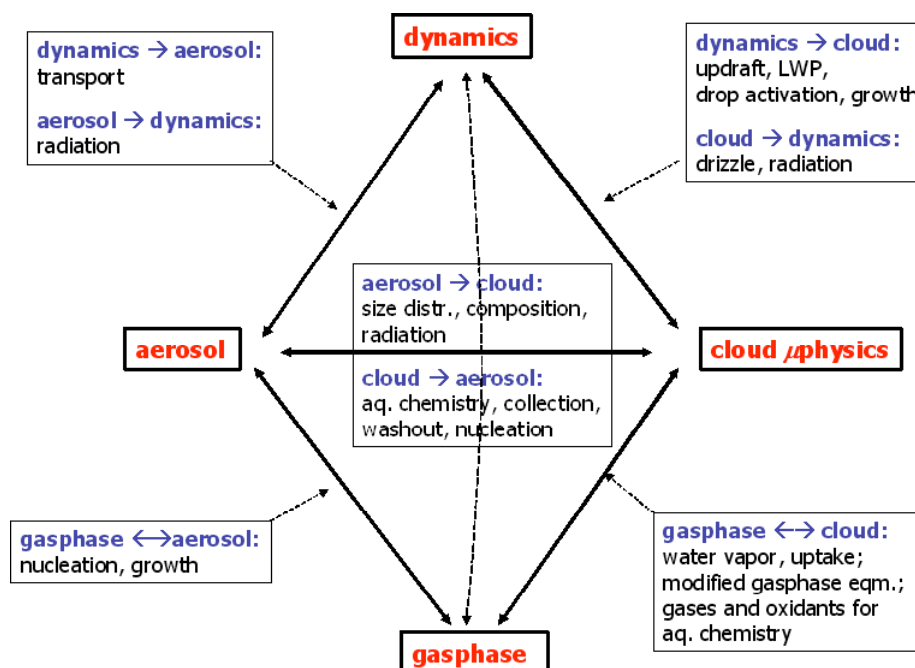 dynamics
dynamics → aerosol:
transport
aerosol → dynamics:
radiation
dynamics → cloud:
updraft, LWP,
drop activation, growth
cloud → dynamics:
drizzle, radiation
aerosol → cloud:
size distr., composition,
radiation
aerosol
cloud μphysics
cloud → aerosol:
aq. chemistry, collection,
washout, nucleation
gasphase ←→aerosol:
nucleation, growth
gasphase ←→ cloud:
water vapor, uptake;
modified gasphase eqm.;
gases and oxidants for
aq. chemistry
gasphase